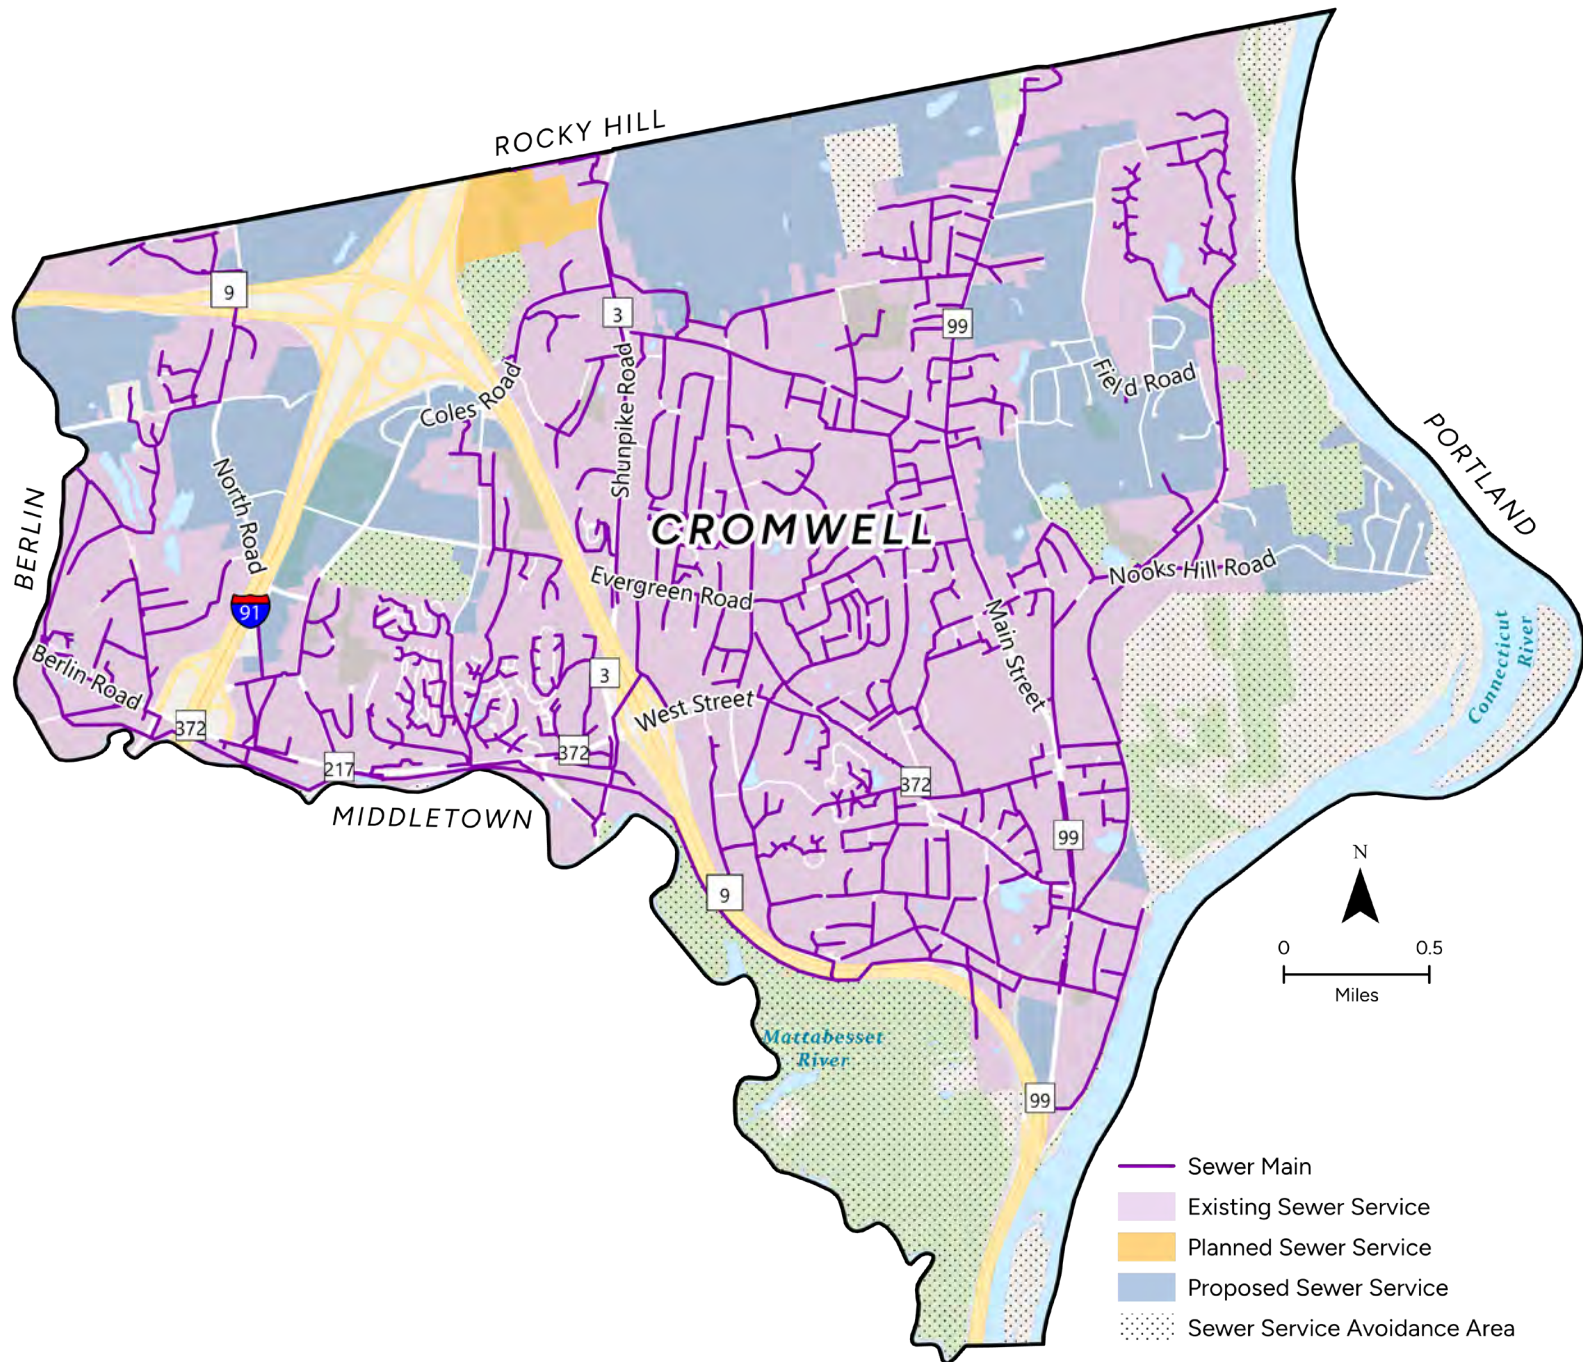 ROCKY HILL
9
3
99
Shunpike Road
Coles Road
Field Road
PORTLAND
BERLIN
North Road
CROMWELL
Evergreen Road
Nooks Hill Road
91
Main Street
Connecticut
River
Berlin Road
3
West Street
372
372
217
372
MIDDLETOWN
99
9
N
0 0.5
Miles
Mattabesset
River
99
Sewer Main
Existing Sewer Service
Planned Sewer Service
Proposed Sewer Service
Sewer Service Avoidance Area